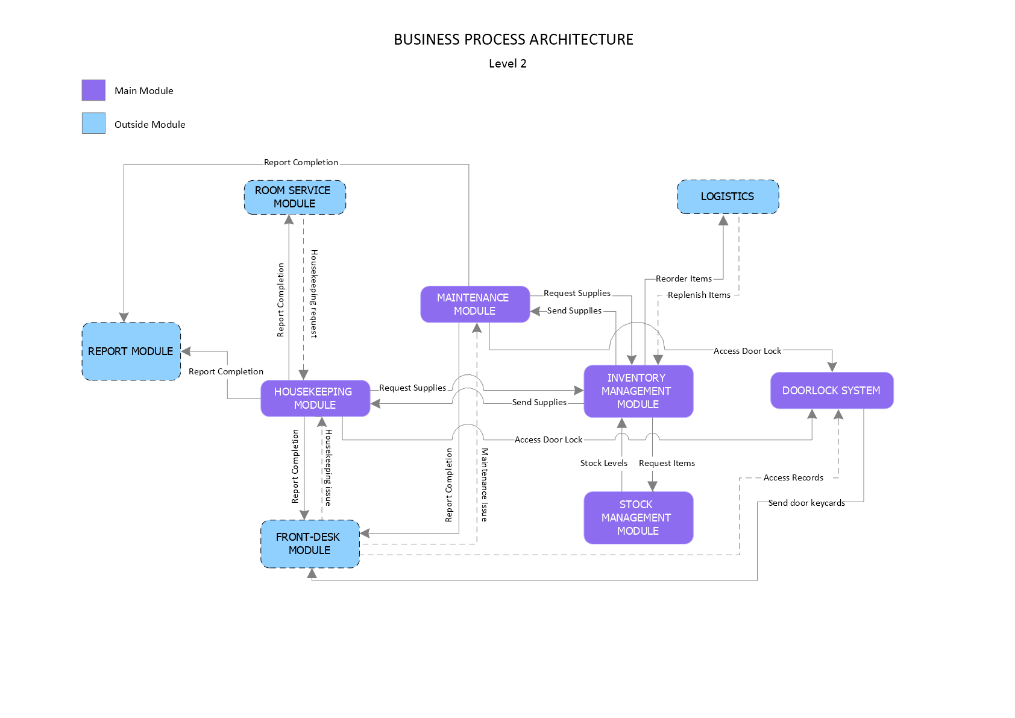 BUSINESS PROCESS ARCHITECTURE
Level 2
Main Module
Outside Module
Report Completion
ROOM SERVICE
MODULE
LOGISTICS
Housekeeping request
Report Completion
Reorder Items
Replenish Items
MAINTENANCE
MODULE
Request Supplies
Send Supplies
REPORT MODULE
Access Door Lock
Report Completion
HOUSEKEEPING
MODULE
Request Supplies
Send Supplies
INVENTORY
MANAGEMENT
MODULE
DOORLOCK SYSTEM
Report Completion
Housekeeping issue
Access Door Lock
Report Completion
Maintenance issue
Stock Levels
Request Items
Access Records
Send door keycards
STOCK
MANAGEMENT
MODULE
FRONT-DESK
MODULE